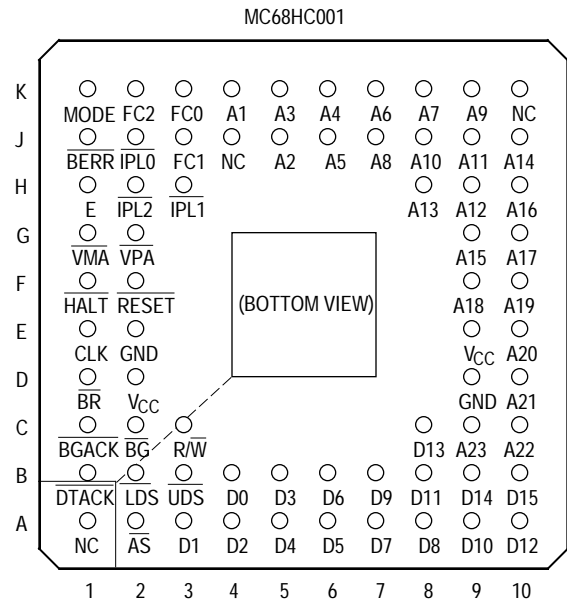 MC68HC001
K
MODE FC2 FC0 A1 A3 A4 A6 A7 A9 NC
J
BERR IPL0 FC1 NC A2 A5 A8 A10 A11 A14
H
E IPL2 IPL1 A13 A12 A16
G
VMA VPA A15 A17
F
HALT RESET (BOTTOM VIEW) A18 A19
E
CLK GND VCC A20
D
BR VCC GND A21
C
BGACK BG R/W D13 A23 A22
B
DTACK LDS UDS D0 D3 D6 D9 D11 D14 D15
A
NC AS D1 D2 D4 D5 D7 D8 D10 D12
1 2 3 4 5 6 7 8 9 10